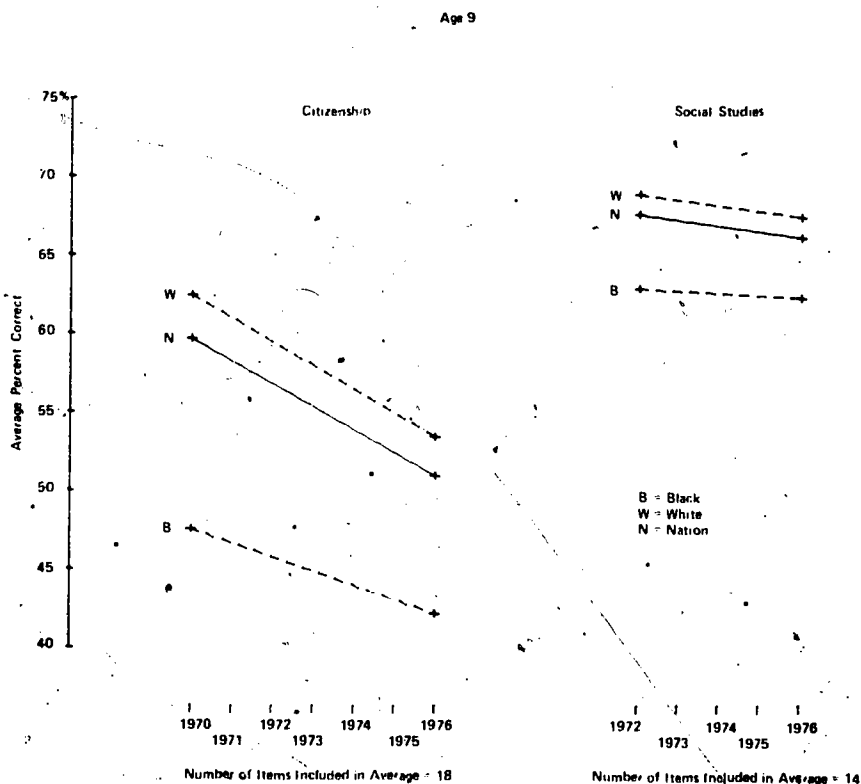 Age 9
Citizenship
Social Studies
Average Percent Correct
75%
70
65
60
55
50
45
40
W
N
B
W
N
B
B = Black
W = White
N = Nation
1970
1971
1972
1973
1974
1975
1976
1972
1973
1974
1975
1976
Number of Items Included in Average = 18
Number of Items Included in Average = 14